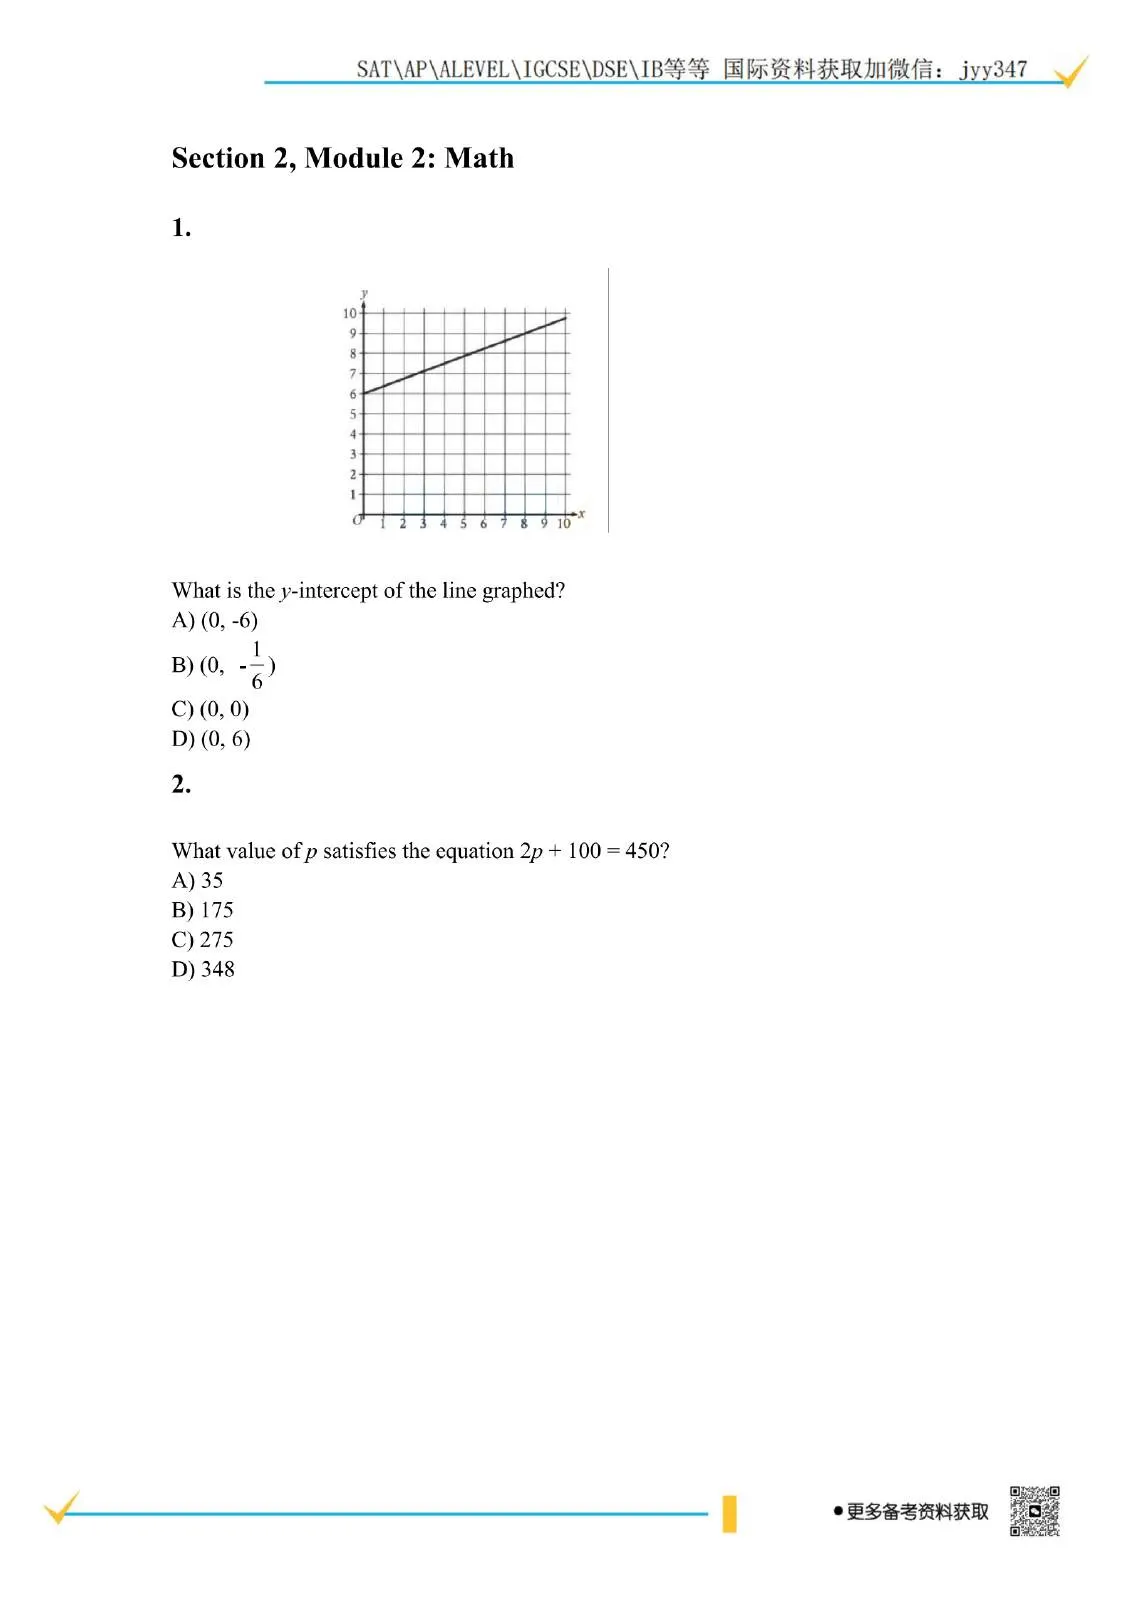 SAT\AP\ALEVEL\IGCSE\DSE\IB等等 国际资料获取加微信：jyy347
Section 2, Module 2: Math
1.
y
10
9
8
7
6
5
4
3
2
1
O 1 2 3 4 5 6 7 8 9 10 x
What is the y-intercept of the line graphed?
A) (0, -6)
B) (0, -1/6)
C) (0, 0)
D) (0, 6)
2.
What value of p satisfies the equation 2p + 100 = 450?
A) 35
B) 175
C) 275
D) 348
●更多备考资料获取